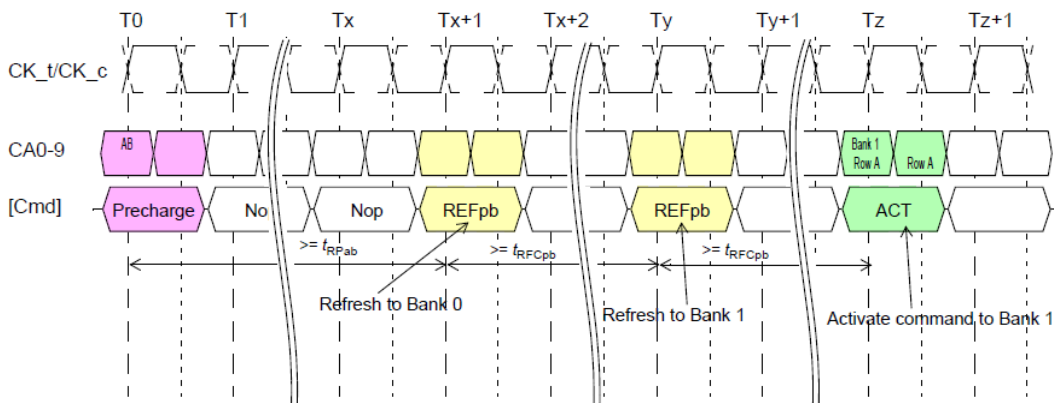 T0 T1 Tx Tx+1 Tx+2 Ty Ty+1 Tz Tz+1
CK_t/CK_c
CA0-9 AB Bank 1 Row A Row A
[Cmd] Precharge No Nop REFpb REFpb ACT
>= tRPab >= tRFCpb >= tRFCpb
Refresh to Bank 0 Refresh to Bank 1 Activate command to Bank 1